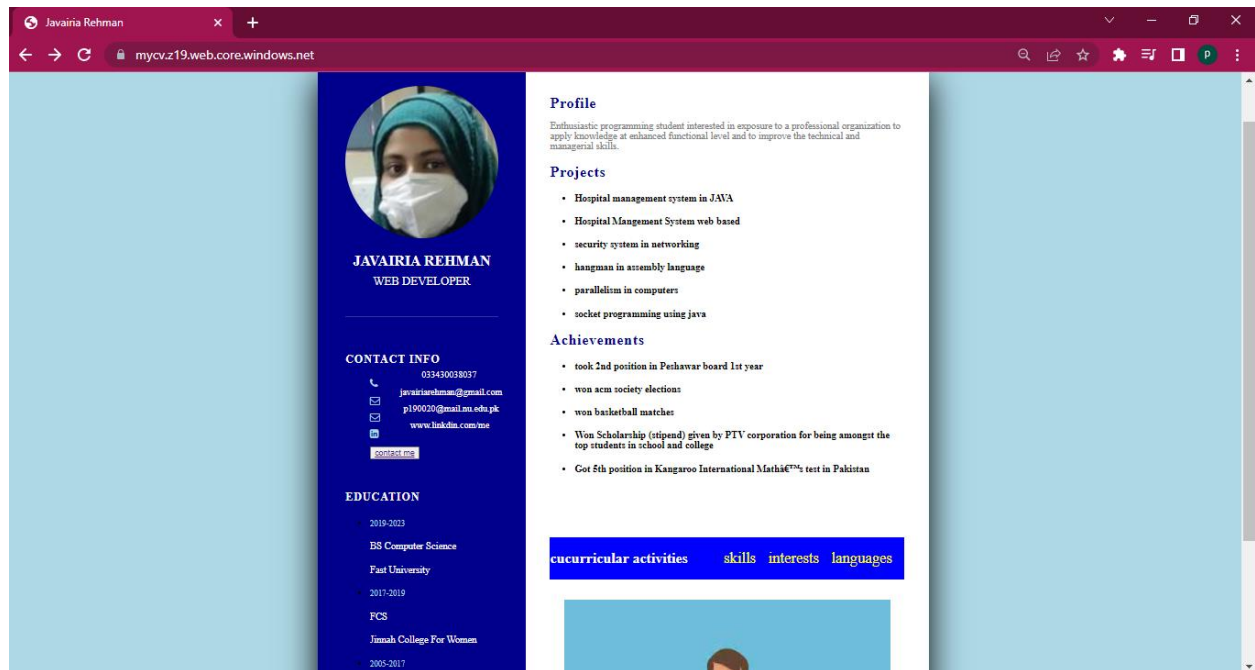 Javairia Rehman
mycv.z19.web.core.windows.net
P
JAVAIRIA REHMAN
WEB DEVELOPER
CONTACT INFO
033430038037
javairiarehman@gmail.com
p190020@mail.nu.edu.pk
www.linkdin.com/me
in
contact me
EDUCATION
2019-2023
BS Computer Science
Fast University
2017-2019
FCS
Jinnah College For Women
2005-2017
Profile
Enthusiastic programming student interested in exposure to a professional organization to
apply knowledge at enhanced functional level and to improve the technical and
managerial skills.
Projects
• Hospital management system in JAVA
• Hospital Mangement System web based
• security system in networking
• hangman in assembly language
• parallelism in computers
• socket programming using java
Achievements
• took 2nd position in Peshawar board 1st year
• won acm society elections
• won basketball matches
• Won Scholarship (stipend) given by PTV corporation for being amongst the
top students in school and college
• Got 5th position in Kangaroo International Mathâ€™s test in Pakistan
cucurricular activities skills interests languages